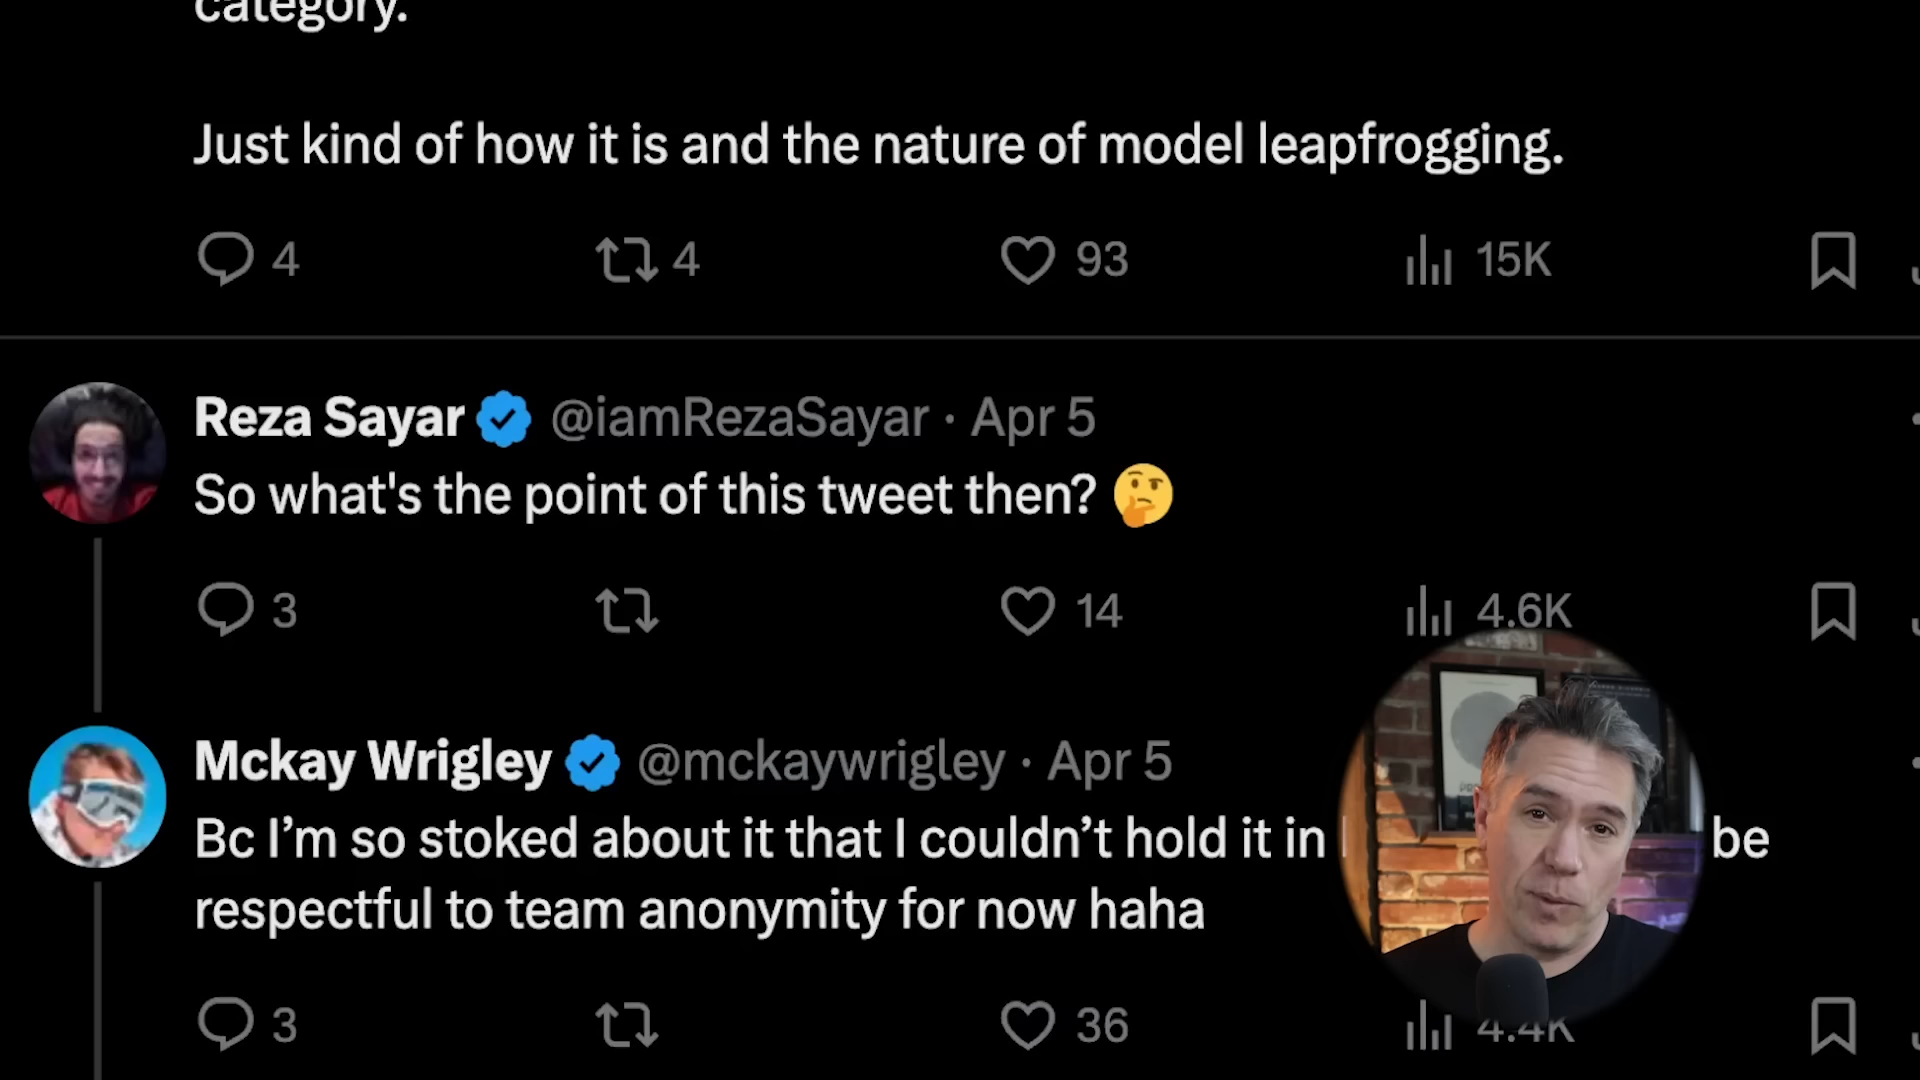 category.
Just kind of how it is and the nature of model leapfrogging.
4 4 93 15K
Reza Sayar @iamRezaSayar · Apr 5
So what's the point of this tweet then? 🤔
3 14 4.6K
Mckay Wrigley @mckaywrigley · Apr 5
Bc I’m so stoked about it that I couldn’t hold it in be
respectful to team anonymity for now haha
3 36 4.4K